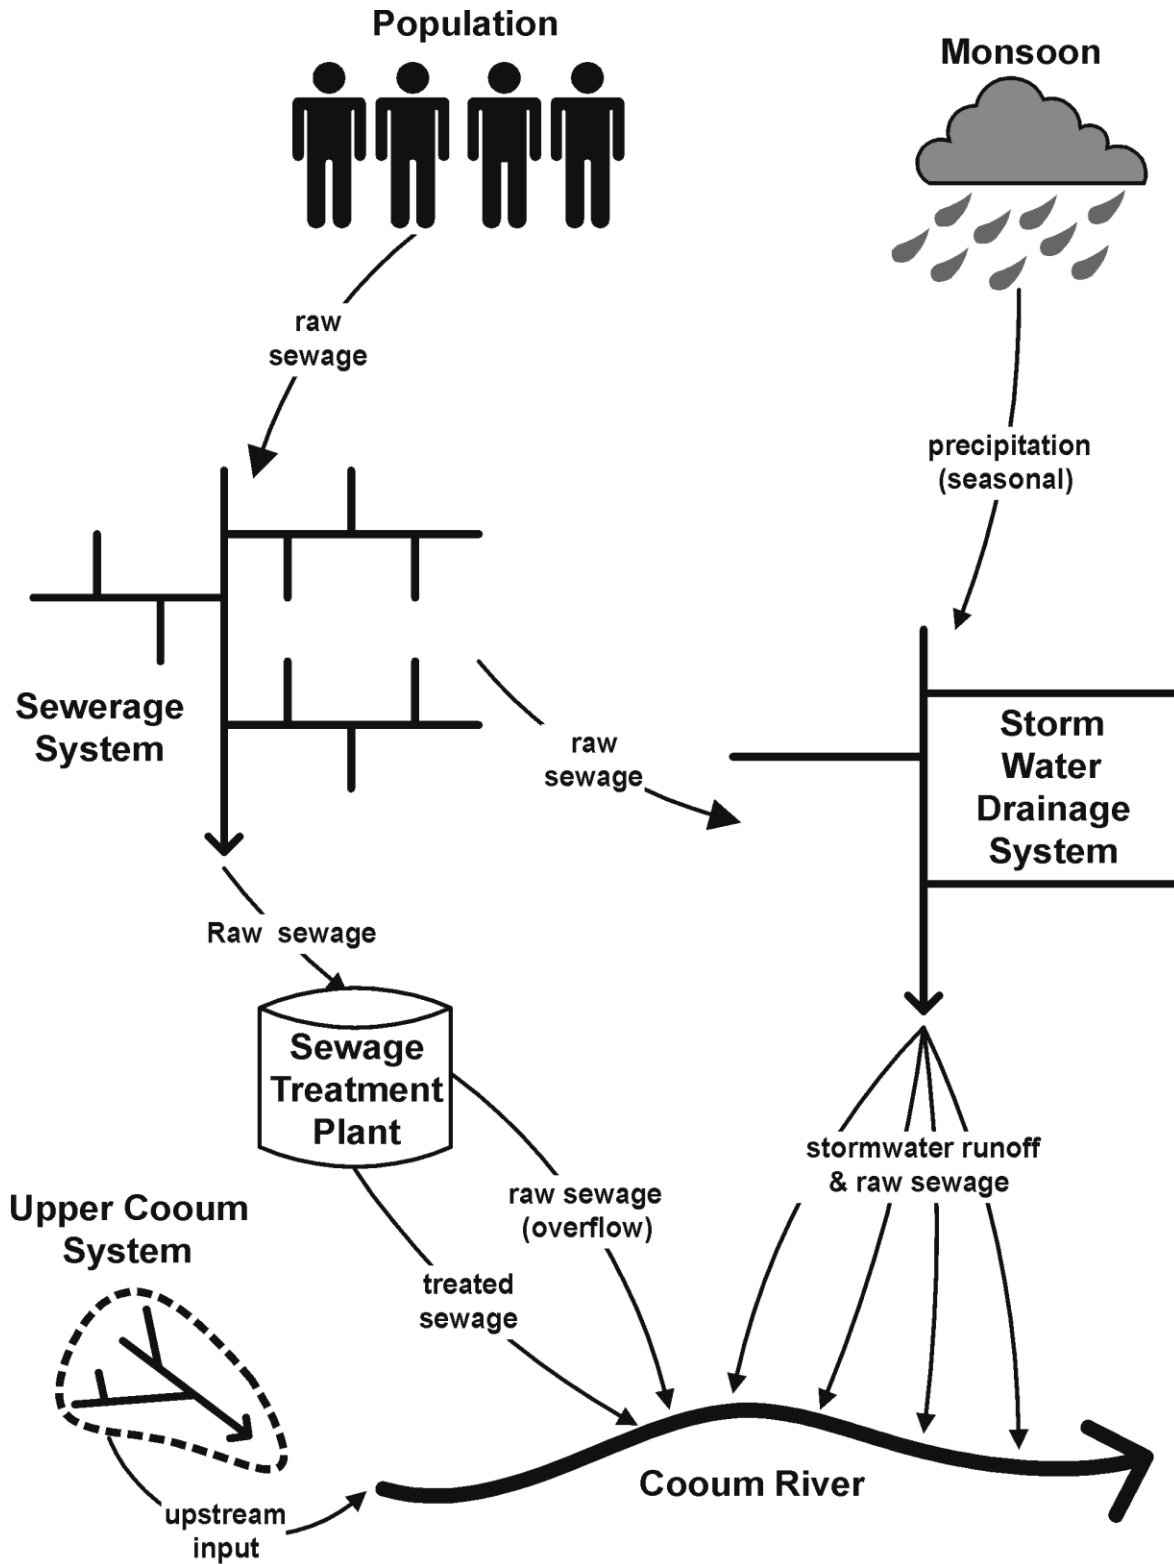 Population
Monsoon
raw
sewage
precipitation
(seasonal)
Sewerage
System
raw
sewage
Storm
Water
Drainage
System
Raw  sewage
Sewage
Treatment
Plant
stormwater runoff
& raw sewage
raw sewage
(overflow)
Upper Cooum
System
treated
sewage
Cooum River
upstream
input